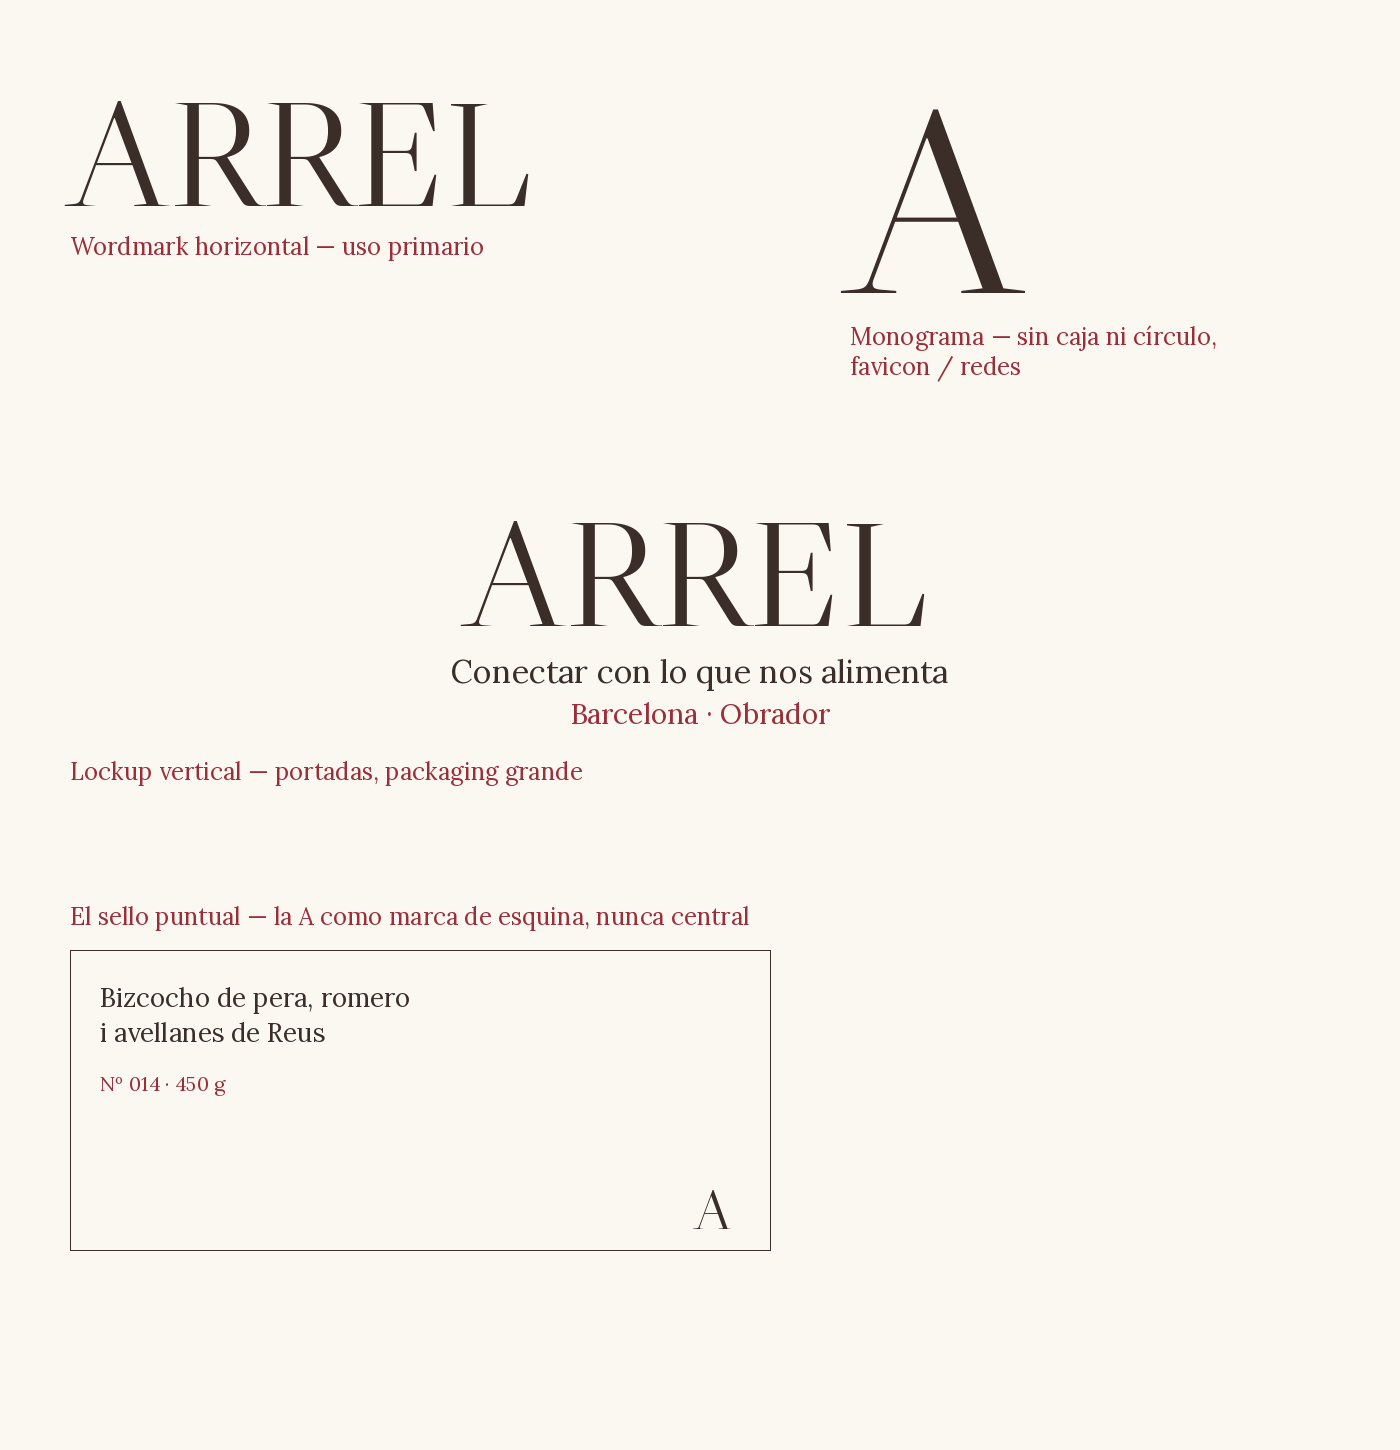 ARREL
Wordmark horizontal — uso primario
A
Monograma — sin caja ni círculo,
favicon / redes
ARREL
Conectar con lo que nos alimenta
Barcelona · Obrador
Lockup vertical — portadas, packaging grande
El sello puntual — la A como marca de esquina, nunca central
Bizcocho de pera, romero
i avellanes de Reus
Nº 014 · 450 g
A